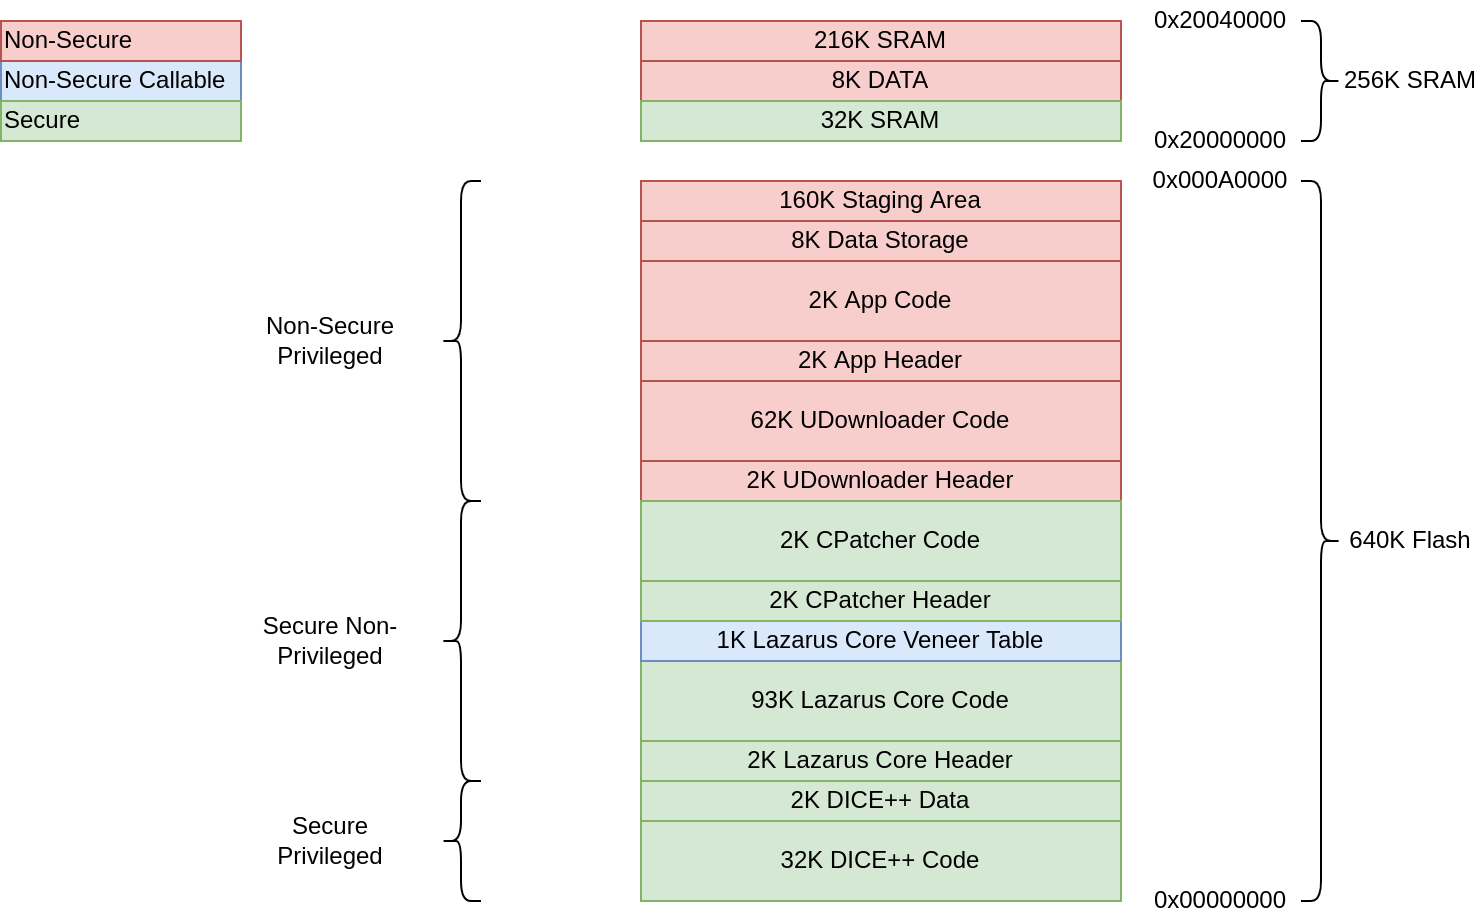 Non-Secure
Non-Secure Callable
Secure
216K SRAM
8K DATA
32K SRAM
0x20040000
256K SRAM
0x20000000
0x000A0000
160K Staging Area
8K Data Storage
2K App Code
2K App Header
62K UDownloader Code
2K UDownloader Header
2K CPatcher Code
2K CPatcher Header
1K Lazarus Core Veneer Table
93K Lazarus Core Code
2K Lazarus Core Header
2K DICE++ Data
32K DICE++ Code
Non-Secure
Privileged
Secure Non-
Privileged
Secure
Privileged
640K Flash
0x00000000